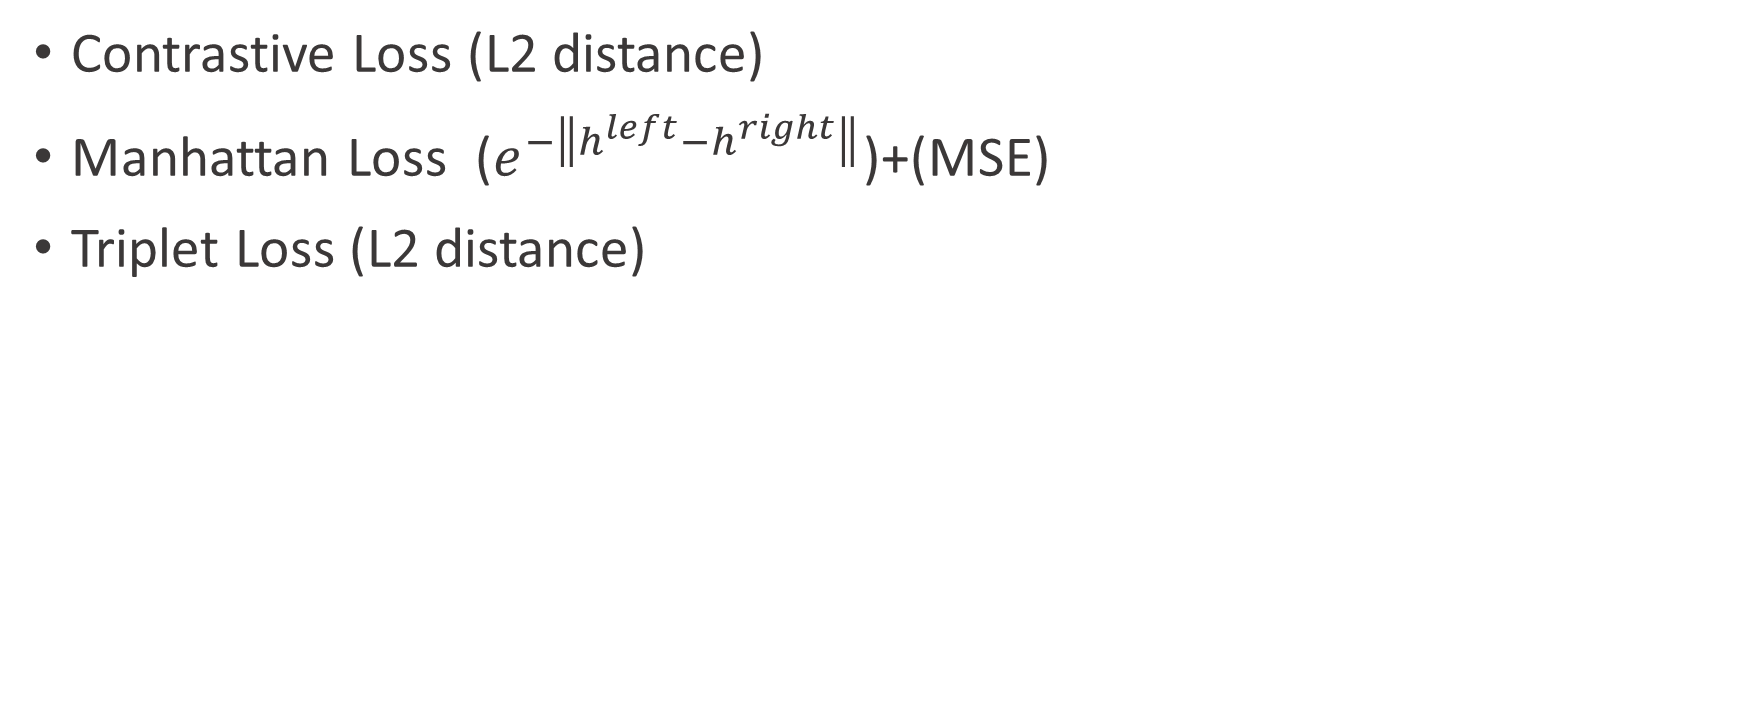 • Contrastive Loss (L2 distance)
• Manhattan Loss ($e^{-\|h^{left}-h^{right}\|}$)+(MSE)
• Triplet Loss (L2 distance)